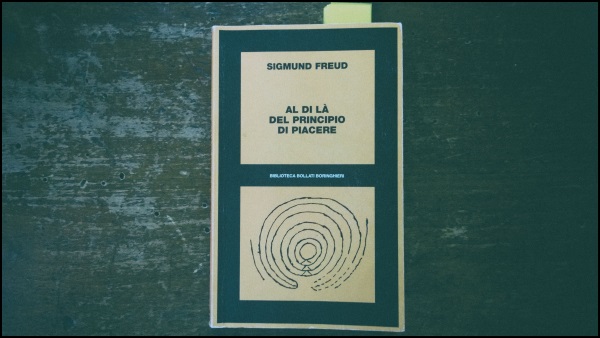 SIGMUND FREUD
AL DI LÀ
DEL PRINCIPIO
DI PIACERE
BIBLIOTECA BOLLATI BORINGHIERI